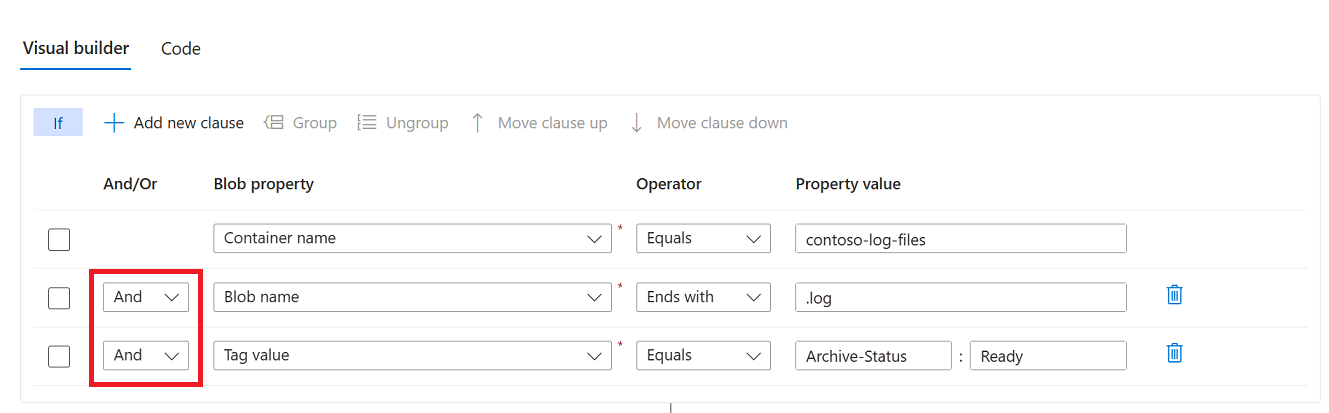 Visual builder Code
If Add new clause Group Ungroup Move clause up Move clause down
And/Or Blob property Operator Property value
Container name * Equals contoso-log-files
And Blob name * Ends with .log
And Tag value * Equals Archive-Status : Ready